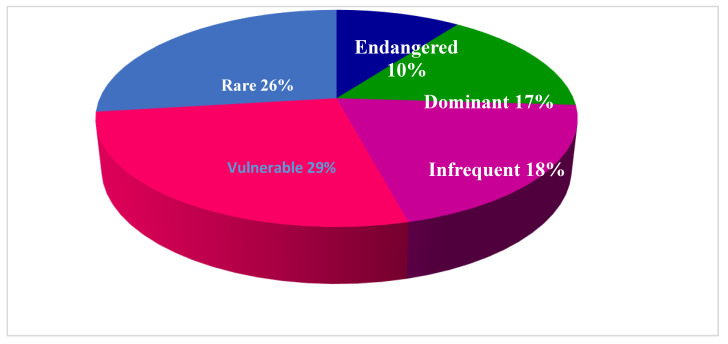 Endangered
10%
Rare 26%
Dominant 17%
Vulnerable 29%
Infrequent 18%